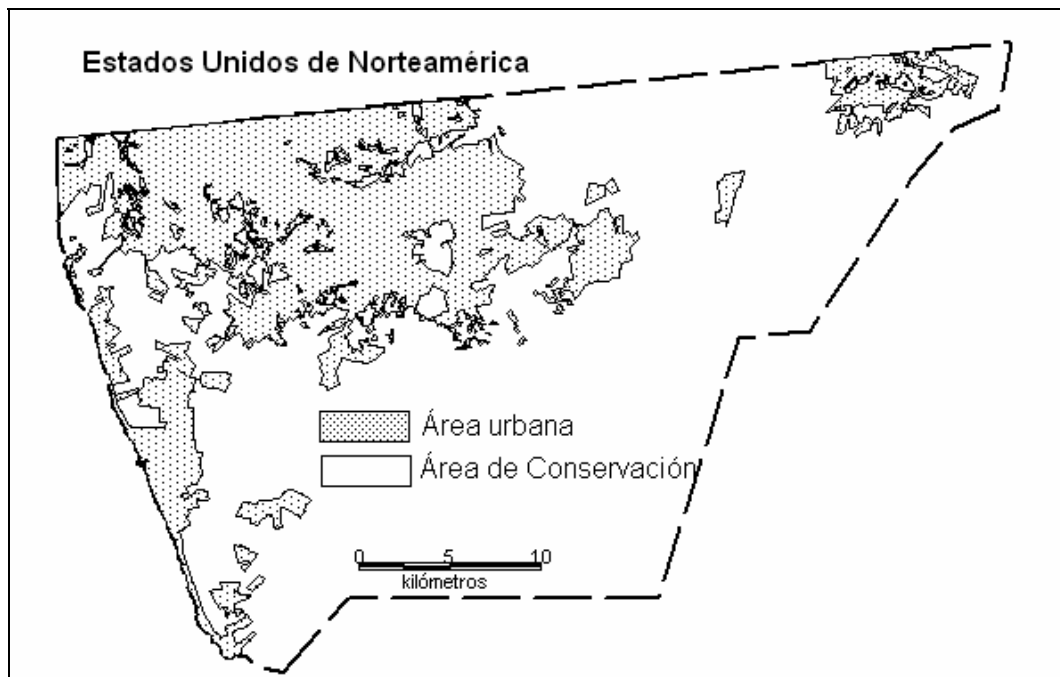 Estados Unidos de Norteamérica
Área urbana
Área de Conservación
0 5 10
kilómetros